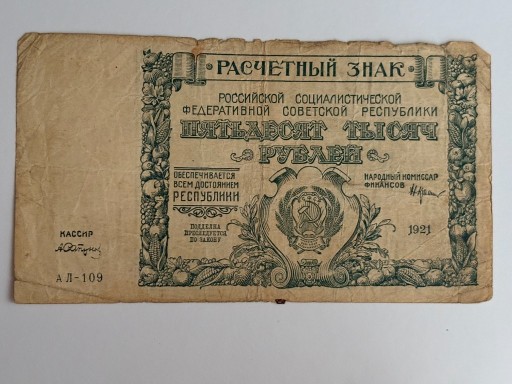 РАСЧЕТНЫЙ ЗНАК
РОССИЙСКОЙ СОЦИАЛИСТИЧЕСКОЙ
ФЕДЕРАТИВНОЙ СОВЕТСКОЙ РЕСПУБЛИКИ
ПЯТЬДЕСЯТ ТЫСЯЧ
РУБЛЕЙ
ОБЕСПЕЧИВАЕТСЯ
ВСЕМ ДОСТОЯНИЕМ
РЕСПУБЛИКИ
НАРОДНЫЙ КОМИССАР
ФИНАНСОВ
ПОДДЕЛКА
ПРЕСЛЕДУЕТСЯ
ПО ЗАКОНУ
1921
КАССИР
АЛ-109